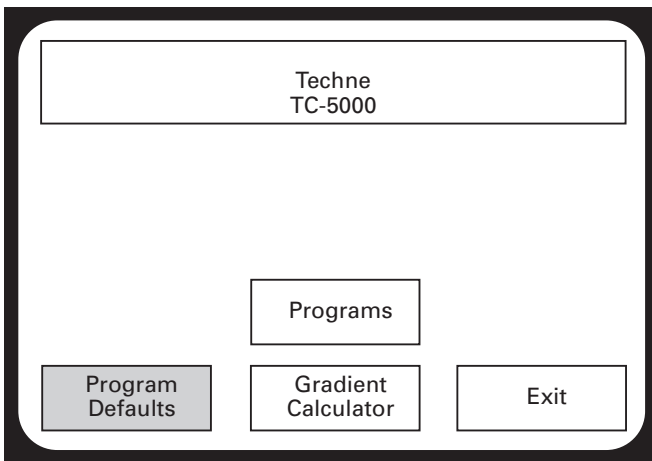 Techne
TC-5000
Programs
Program
Defaults
Gradient
Calculator
Exit